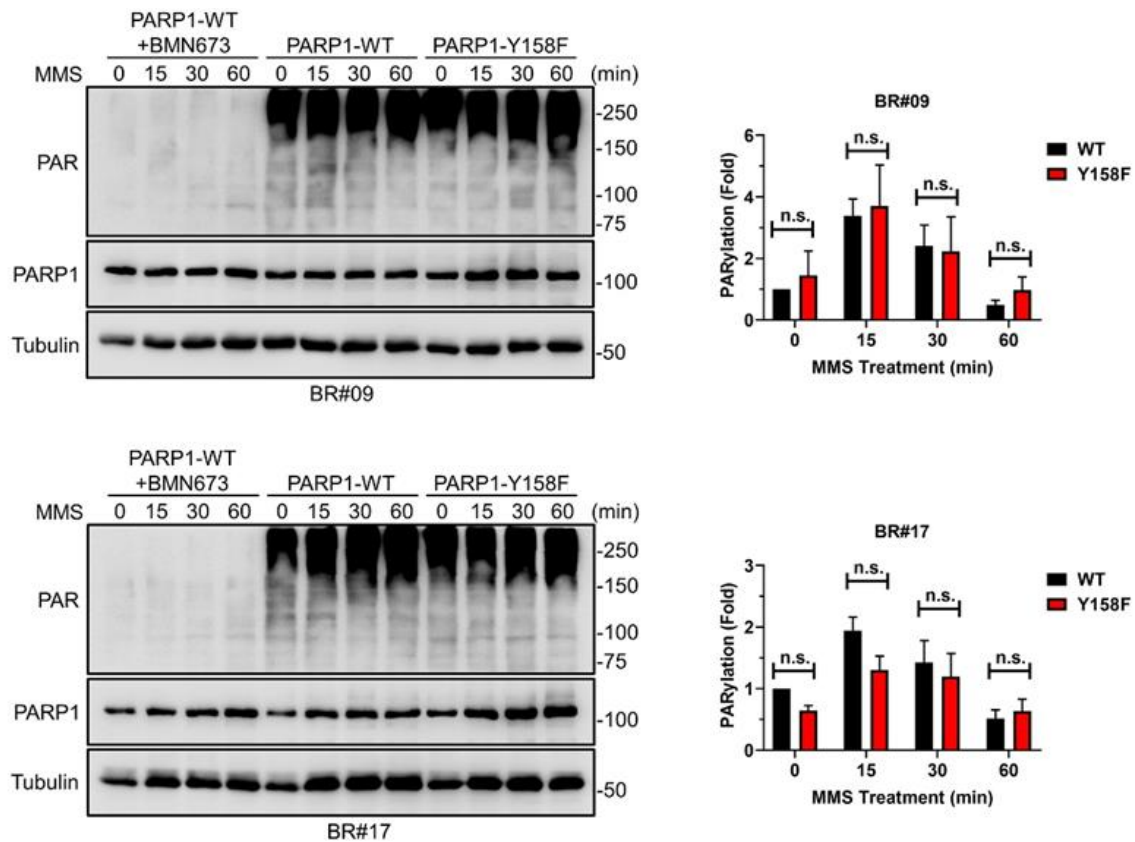 PARP1-WT
+BMN673 PARP1-WT PARP1-Y158F
MMS 0 15 30 60 0 15 30 60 0 15 30 60 (min)
PAR
-250
-150
-100
-75
PARP1
-100
Tubulin
-50
BR#09
BR#09
PARylation (Fold)
6
4
2
0
n.s.
n.s.
n.s.
n.s.
WT
Y158F
0 15 30 60
MMS Treatment (min)
PARP1-WT
+BMN673 PARP1-WT PARP1-Y158F
MMS 0 15 30 60 0 15 30 60 0 15 30 60 (min)
PAR
-250
-150
-100
-75
PARP1
-100
Tubulin
-50
BR#17
BR#17
PARylation (Fold)
3
2
1
0
n.s.
n.s.
n.s.
n.s.
WT
Y158F
0 15 30 60
MMS Treatment (min)